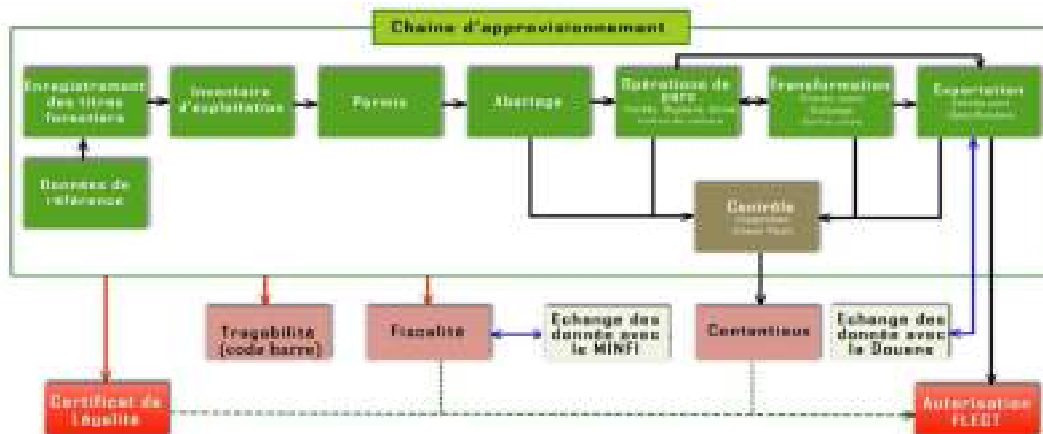 Chaine d'approvisionnement
Enregistrement
des titres
forestiers
Inventaire
d'exploitation
Permis
Abattage
Opérations de
parc
Transformation
Exportation
Données de
référence
Contrôle
Traçabilité
(code barre)
Fiscalité
Echange des
donnée avec
le MINFI
Contentieux
Echange des
donnée avec
la Douane
Certificat de
Légalité
Autorisation
FLEGT